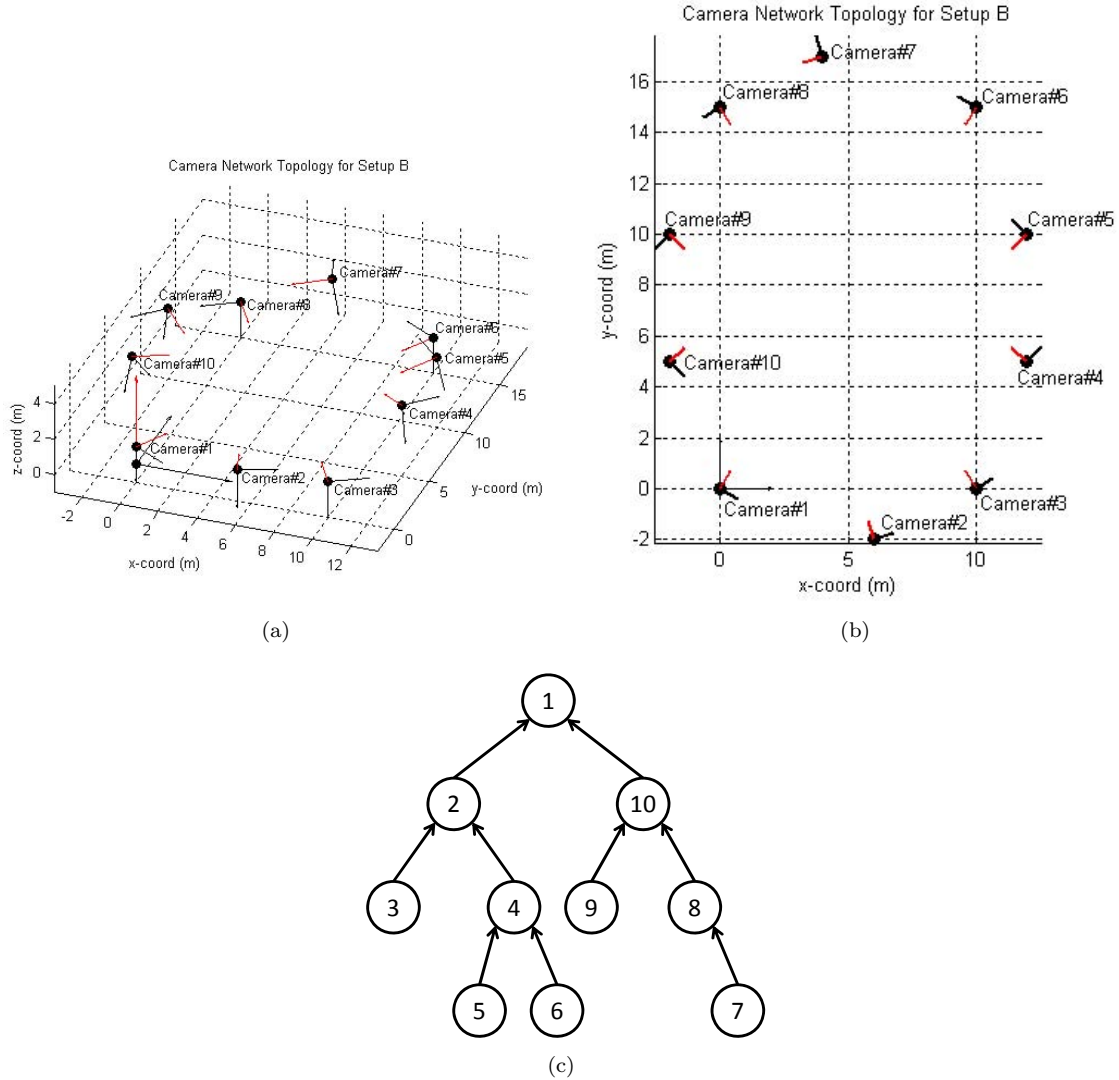 Camera Network Topology for Setup B
Camera#7
Camera#9
Camera#8
Camera#6
Camera#10
Camera#5
Camera#4
Camera#1
Camera#2
Camera#3
z-coord (m)
4
2
0
-2
0
2
4
6
8
10
12
x-coord (m)
0
5
10
15
y-coord (m)
(a)
Camera Network Topology for Setup B
Camera#7
Camera#8
Camera#6
Camera#9
Camera#5
Camera#10
Camera#4
Camera#1
Camera#3
Camera#2
16
14
12
10
8
6
4
2
0
-2
y-coord (m)
0
5
10
x-coord (m)
(b)
1
2
10
3
4
9
8
5
6
7
(c)